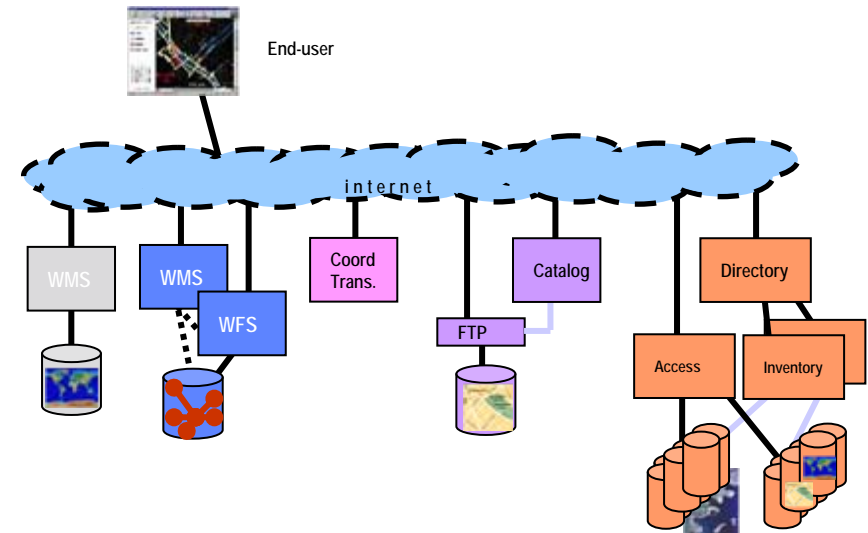 End-user
internet
WMS
WMS
WFS
Coord
Trans.
FTP
Catalog
Directory
Access
Inventory